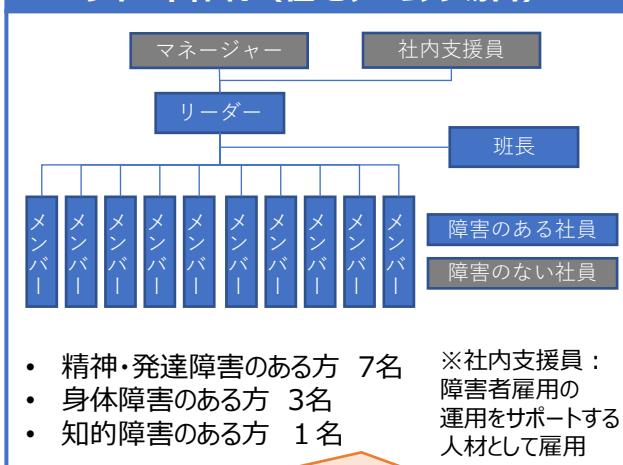 マネージャー
社内支援員
リーダー
班長
メンバー
メンバー
メンバー
メンバー
メンバー
メンバー
メンバー
メンバー
メンバー
メンバー
障害のある社員
障害のない社員
• 精神・発達障害のある方 7名
• 身体障害のある方 3名
• 知的障害のある方 1名
※社内支援員：
障害者雇用の
運用をサポートする
人材として雇用